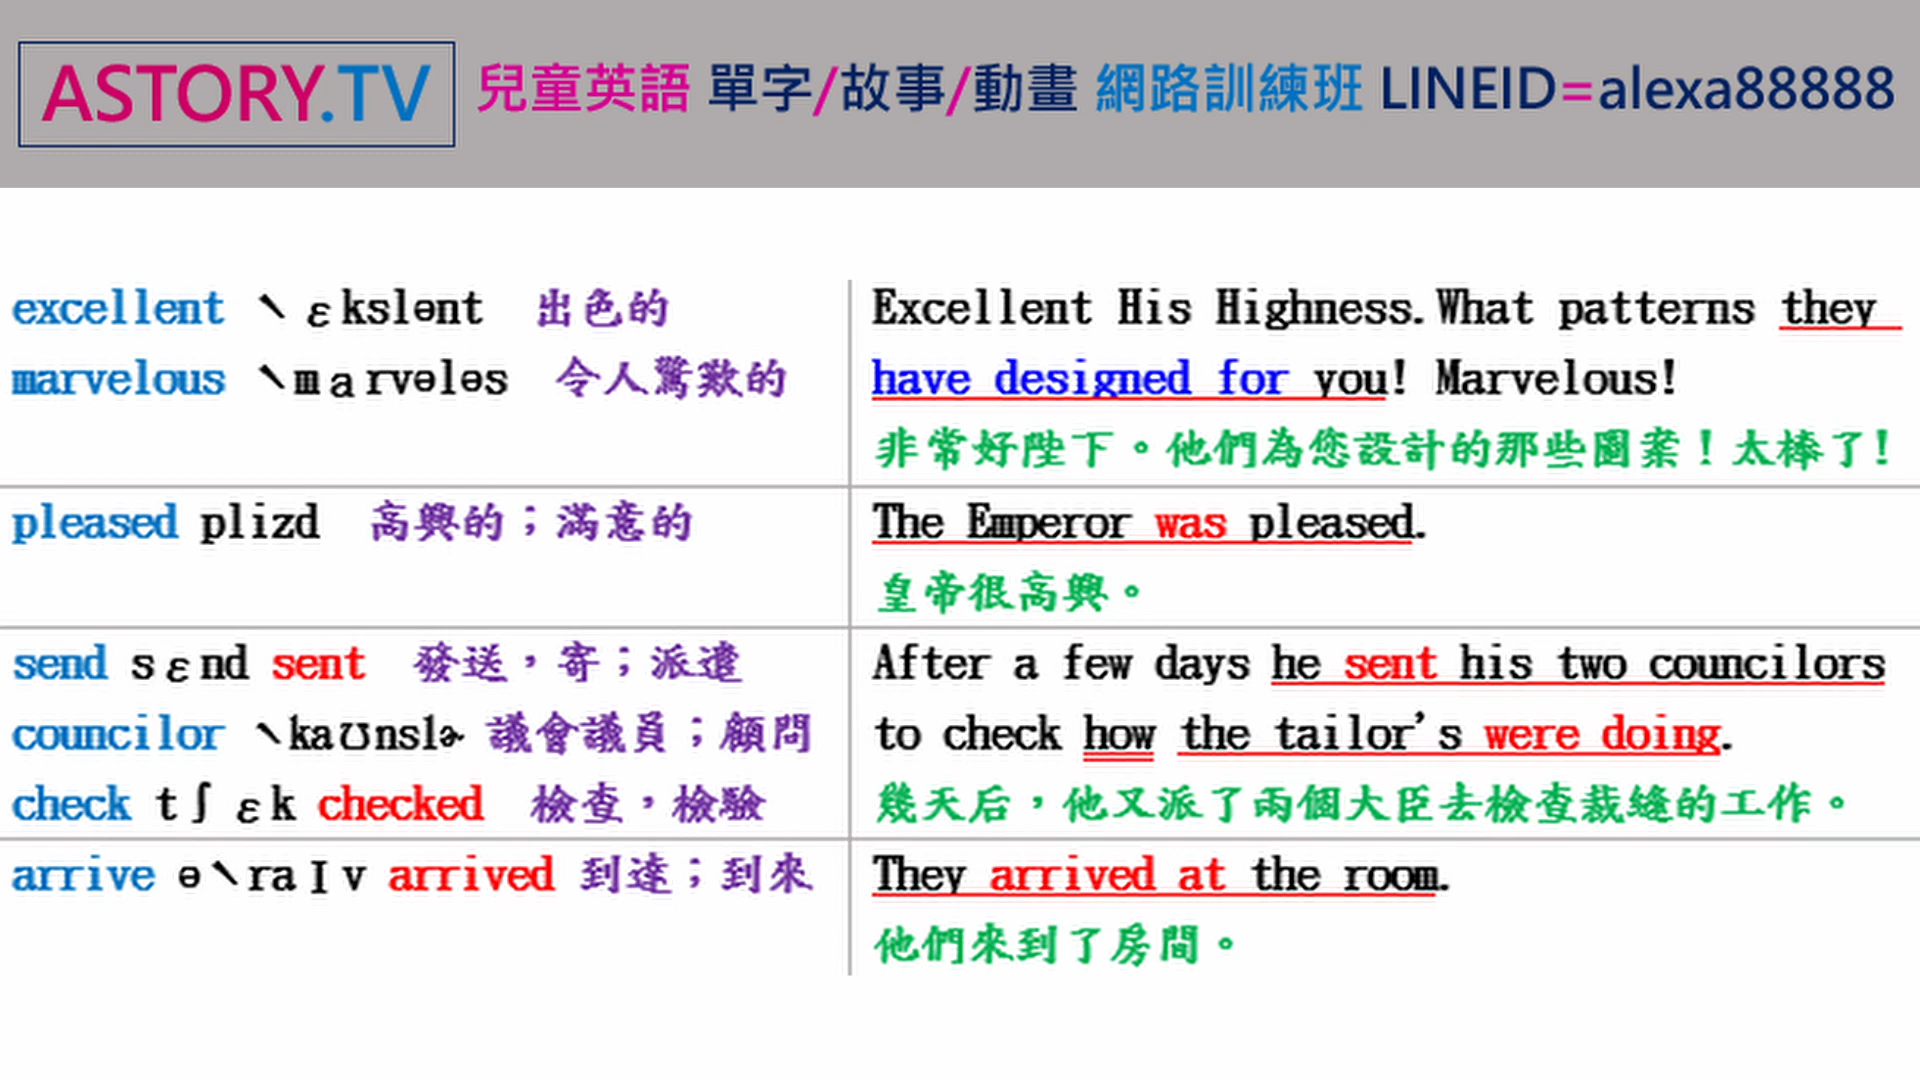 ASTORY.TV 兒童英語 單字/故事/動畫 網路訓練班 LINEID=alexa88888
excellent ˋεkslənt 出色的
marvelous ˋmarvələs 令人驚歎的
Excellent His Highness. What patterns they
have designed for you! Marvelous!
非常好陛下。他們為您設計的那些圖案！太棒了!
pleased plizd 高興的；滿意的
The Emperor was pleased.
皇帝很高興。
send sεnd sent 發送，寄；派遣
councilor ˋkaʊnslɚ 議會議員；顧問
check tʃεk checked 檢查，檢驗
After a few days he sent his two councilors
to check how the tailor's were doing.
幾天后，他又派了兩個大臣去檢查裁縫的工作。
arrive əˋraɪv arrived 到達；到來
They arrived at the room.
他們來到了房間。